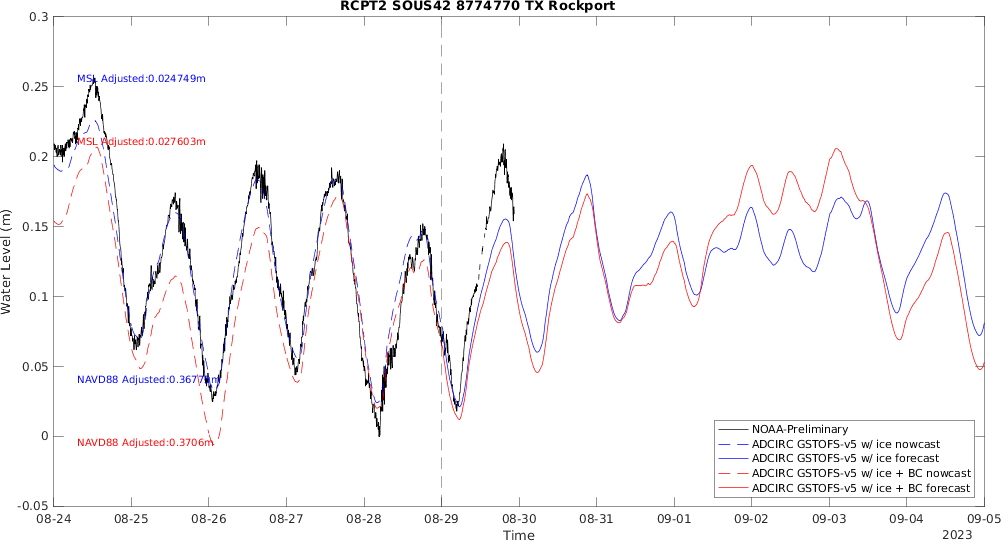 RCPT2 SOUS42 8774770 TX Rockport
0.3
0.25
0.2
0.15
0.1
0.05
0
-0.05
Water Level (m)
MSL Adjusted:0.024749m
MSL Adjusted:0.027603m
NAVD88 Adjusted:0.3706m
NOAA-Preliminary
ADCIRC GSTOFS-v5 w/ ice nowcast
ADCIRC GSTOFS-v5 w/ ice forecast
ADCIRC GSTOFS-v5 w/ ice + BC nowcast
ADCIRC GSTOFS-v5 w/ ice + BC forecast
08-24 08-25 08-26 08-27 08-28 08-29 08-30 08-31 09-01 09-02 09-03 09-04 09-05
Time
2023